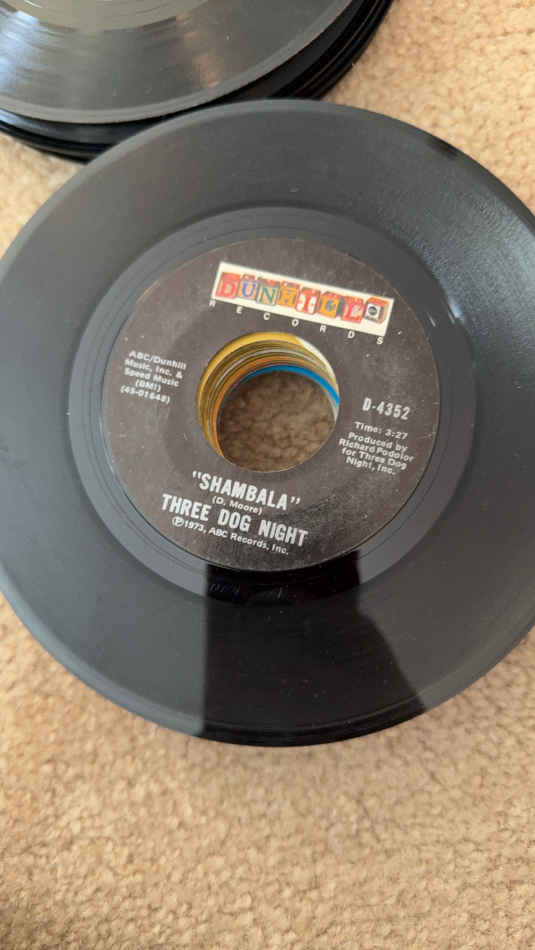 DUNHILL
RECORDS
ABC/Dunhill
Music, Inc. &
Speed Music
(BMI)
(45-01648)
D-4352
Time: 3:27
Produced by
Richard Podolor
for Three Dog
Night, Inc.
"SHAMBALA"
(D. Moore)
THREE DOG NIGHT
Ⓟ1973, ABC Records, Inc.